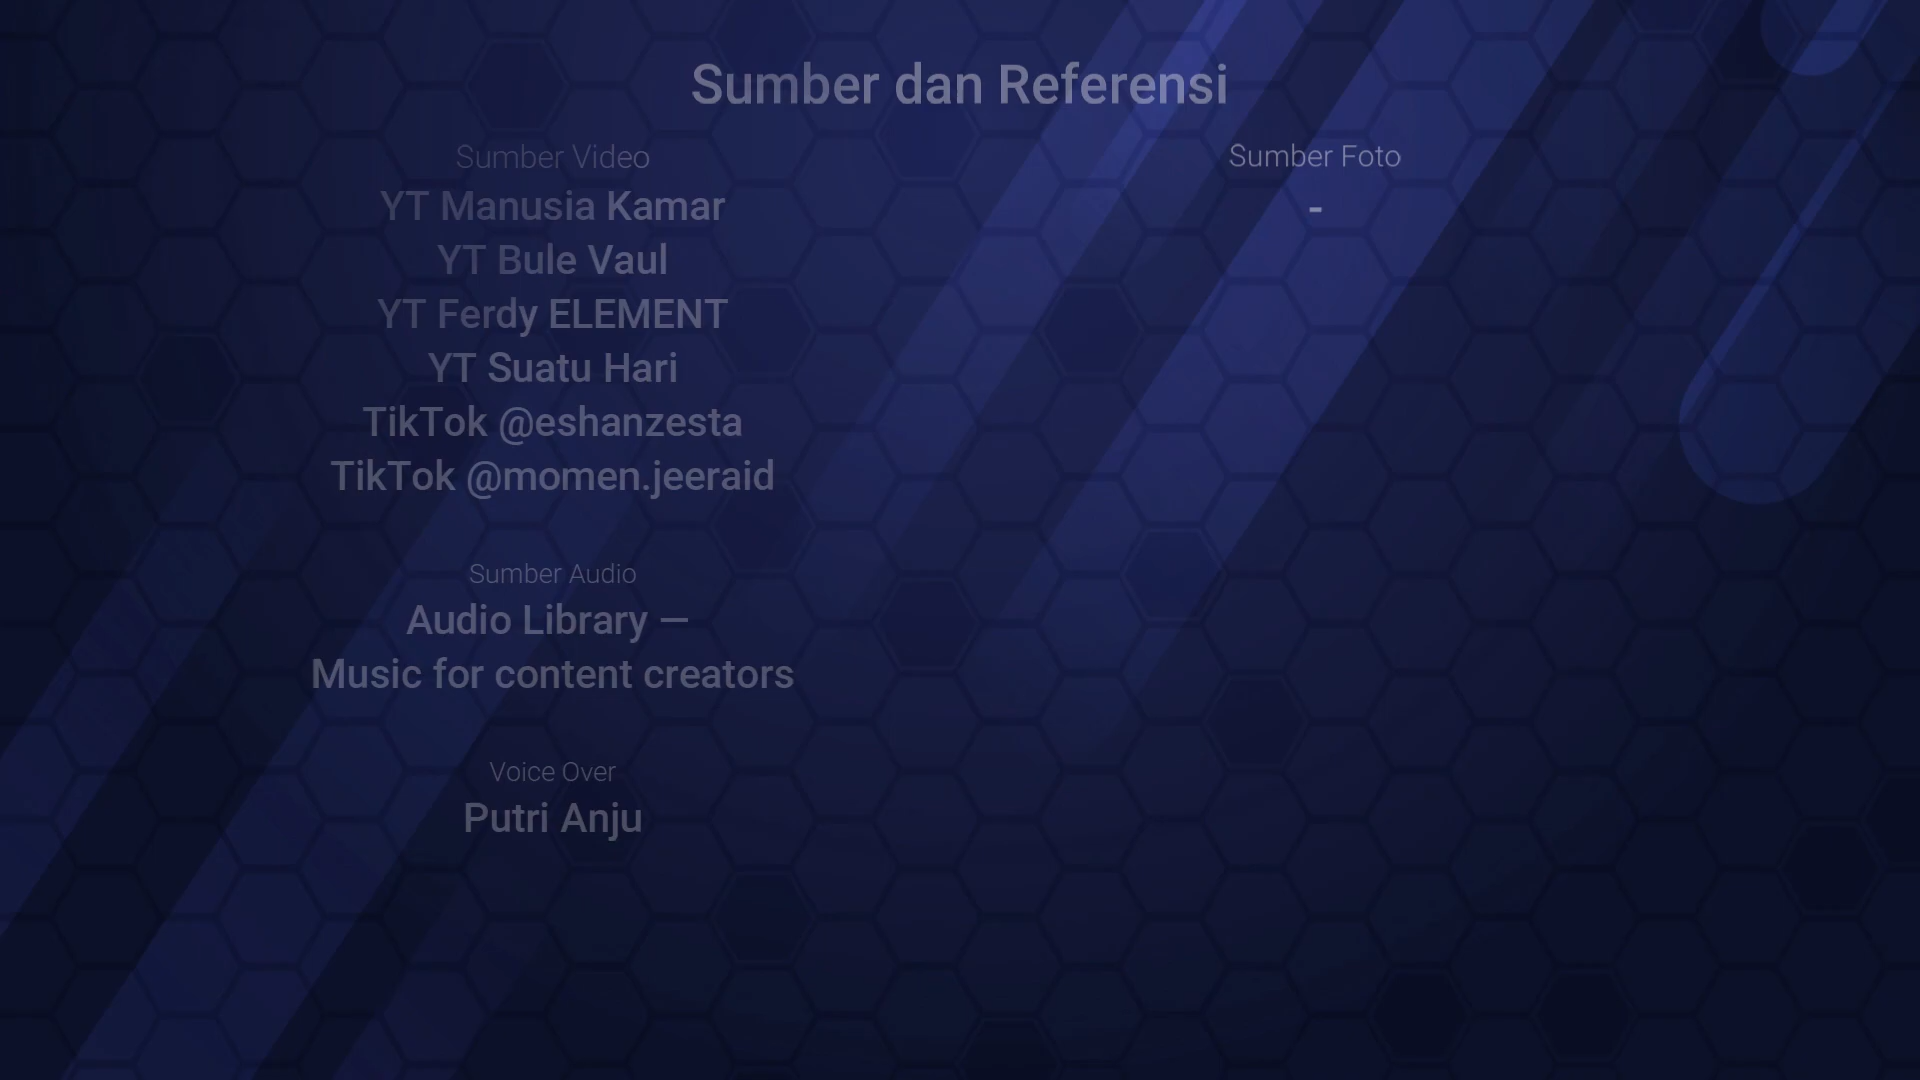 Sumber dan Referensi
Sumber Video
YT Manusia Kamar
YT Bule Vaul
YT Ferdy ELEMENT
YT Suatu Hari
TikTok @eshanzesta
TikTok @momen.jeeraid
Sumber Audio
Audio Library —
Music for content creators
Voice Over
Putri Anju
Sumber Foto
-